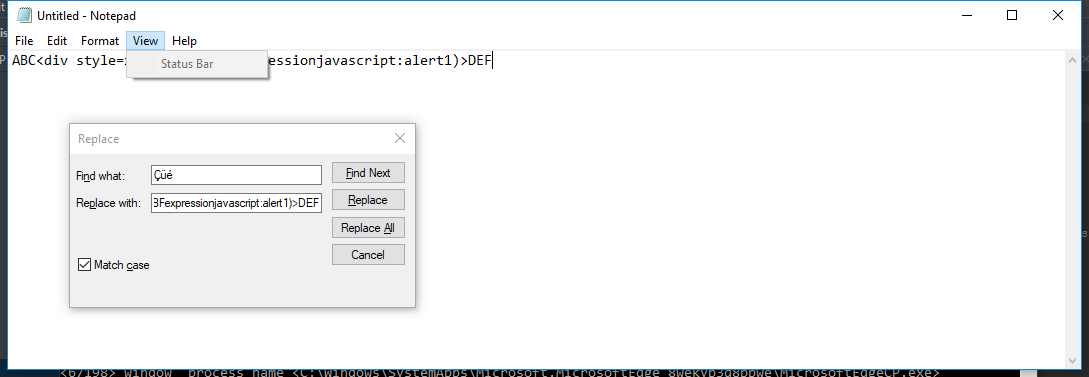 Untitled - Notepad
File Edit Format View Help
ABC<div style= essionjavascript:alert1)>DEF
Status Bar
Replace
Find what: Çüé Find Next
Replace with: 3Fexpressionjavascript:alert1)>DEF Replace
Replace All
Cancel
Match case
<6/198> window process name <C:\Windows\SystemApps\Microsoft.MicrosoftEdge_8wekyb3d8bbwe\MicrosoftEdgeCP.exe>